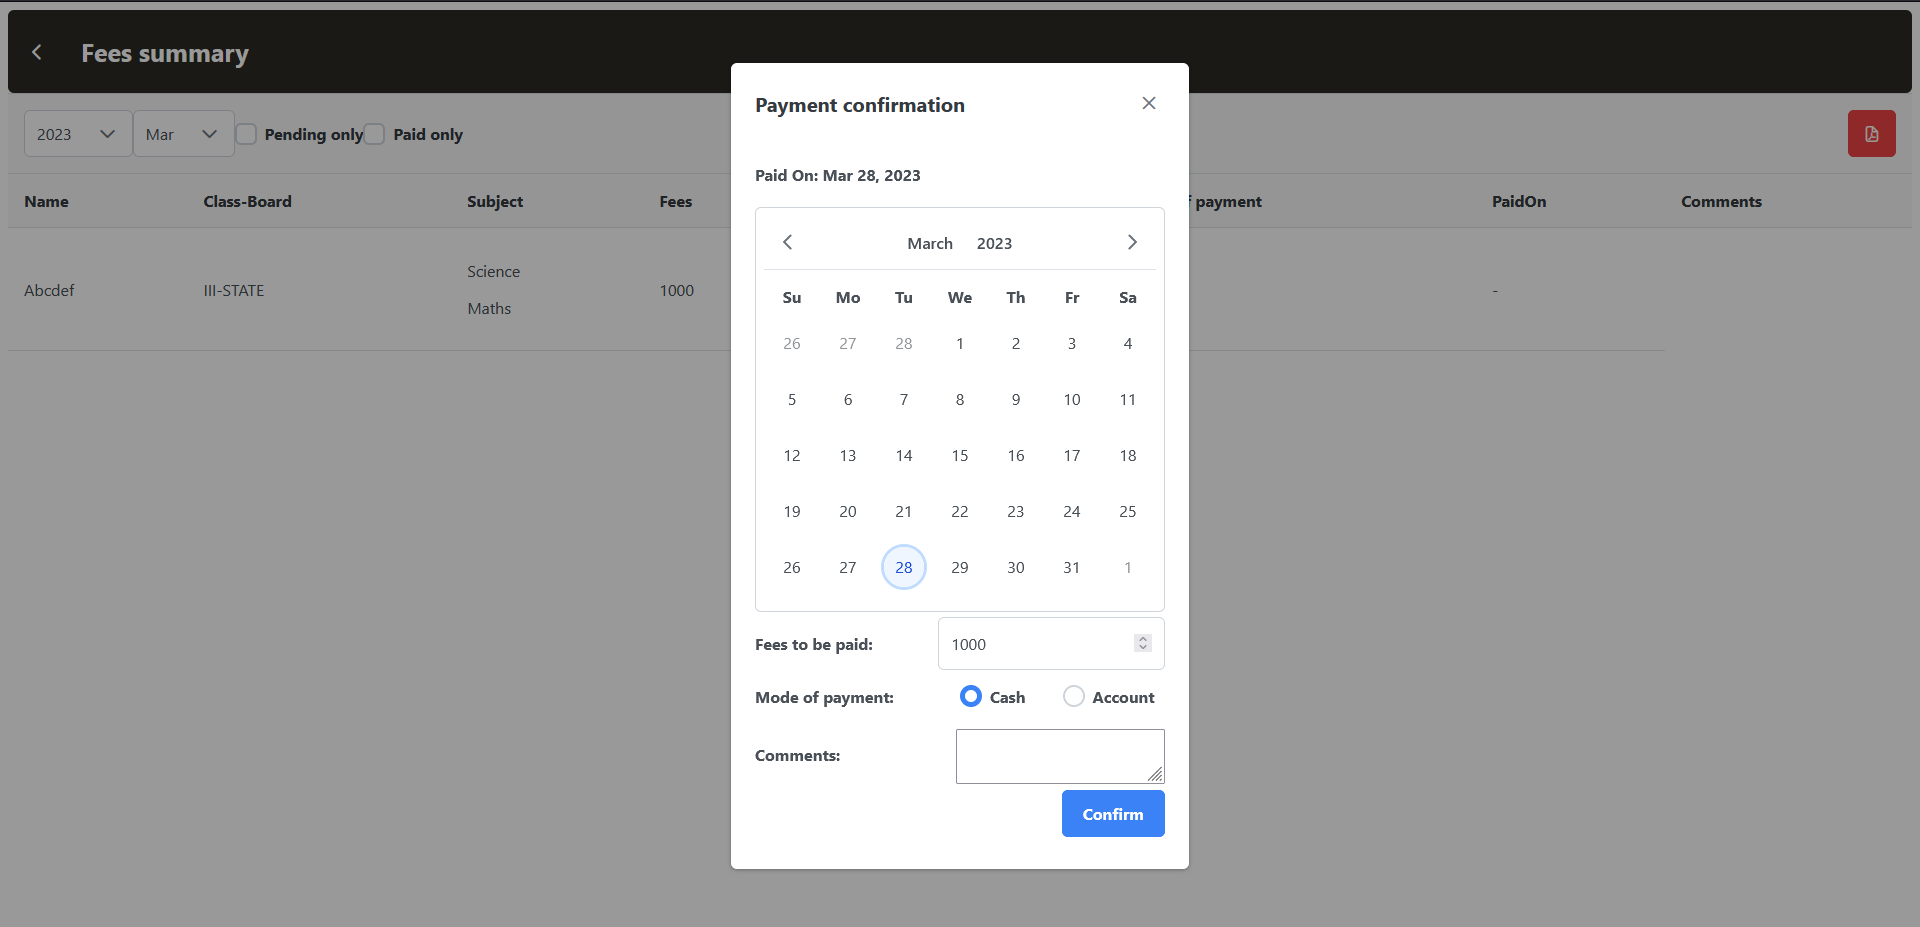 Fees summary
2023 Mar Pending only Paid only
Name Class-Board Subject Fees payment PaidOn Comments
Abcdef III-STATE Science Maths 1000 -
Payment confirmation
Paid On: Mar 28, 2023
March 2023
Su Mo Tu We Th Fr Sa
26 27 28 1 2 3 4
5 6 7 8 9 10 11
12 13 14 15 16 17 18
19 20 21 22 23 24 25
26 27 28 29 30 31 1
Fees to be paid: 1000
Mode of payment: Cash Account
Comments:
Confirm